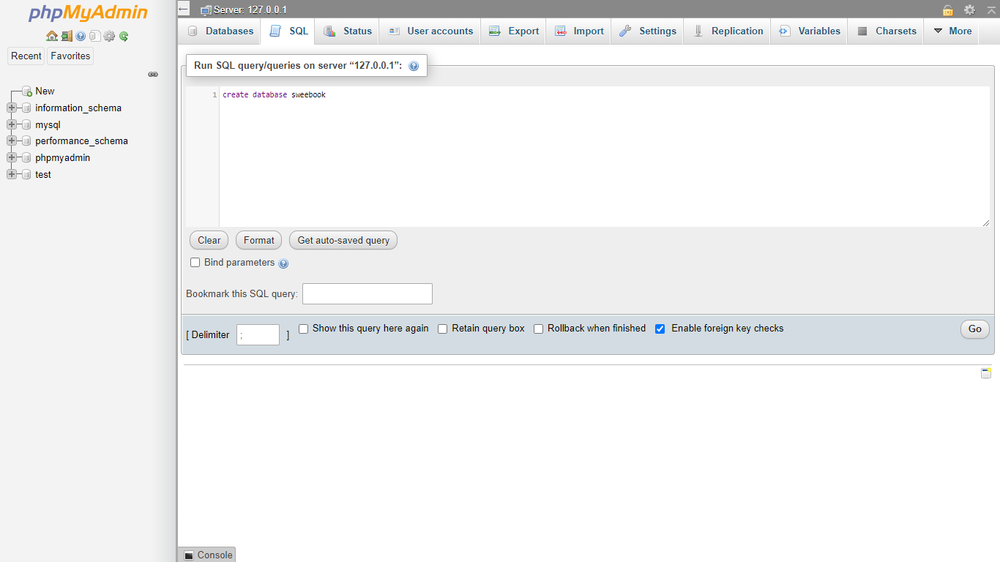 phpMyAdmin
Recent Favorites
New
information_schema
mysql
performance_schema
phpmyadmin
test
Server: 127.0.0.1
Databases SQL Status User accounts Export Import Settings Replication Variables Charsets More
Run SQL query/queries on server “127.0.0.1”:
1 create database sweebook
Clear Format Get auto-saved query
Bind parameters
Bookmark this SQL query:
[ Delimiter ; ] Show this query here again Retain query box Rollback when finished Enable foreign key checks Go
Console